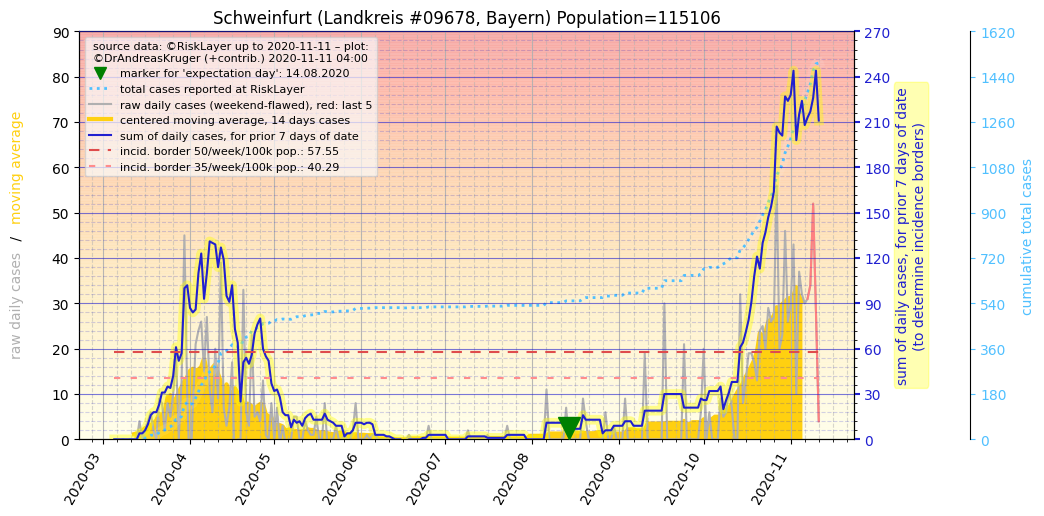 Schweinfurt (Landkreis #09678, Bayern) Population=115106
source data: ©RiskLayer up to 2020-11-11 – plot:
©DrAndreasKruger (+contrib.) 2020-11-11 04:00
marker for 'expectation day': 14.08.2020
total cases reported at RiskLayer
raw daily cases (weekend-flawed), red: last 5
centered moving average, 14 days cases
sum of daily cases, for prior 7 days of date
incid. border 50/week/100k pop.: 57.55
incid. border 35/week/100k pop.: 40.29
raw daily cases / moving average
90
80
70
60
50
40
30
20
10
0
270
240
210
180
150
120
90
60
30
0
sum of daily cases, for prior 7 days of date
(to determine incidence borders)
1620
1440
1260
1080
900
720
540
360
180
0
cumulative total cases
2020-03
2020-04
2020-05
2020-06
2020-07
2020-08
2020-09
2020-10
2020-11